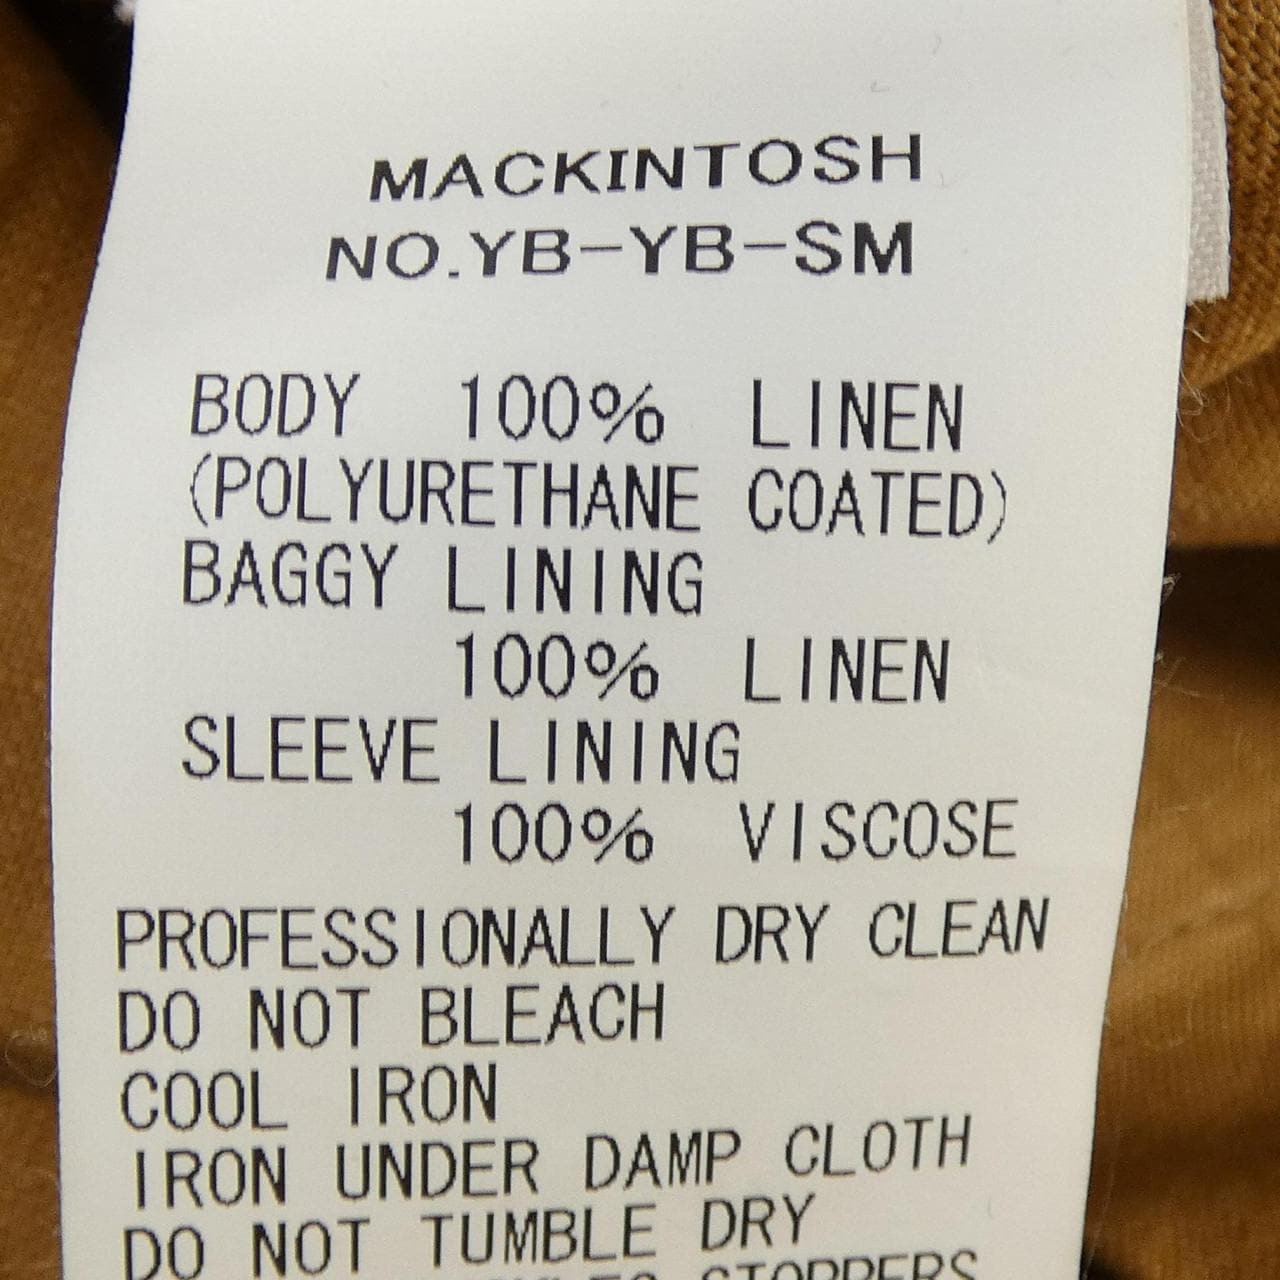 MACKINTOSH
NO.YB-YB-SM
BODY 100% LINEN
(POLYURETHANE COATED)
BAGGY LINING
100% LINEN
SLEEVE LINING
100% VISCOSE
PROFESSIONALLY DRY CLEAN
DO NOT BLEACH
COOL IRON
IRON UNDER DAMP CLOTH
DO NOT TUMBLE DRY
STOPPERS